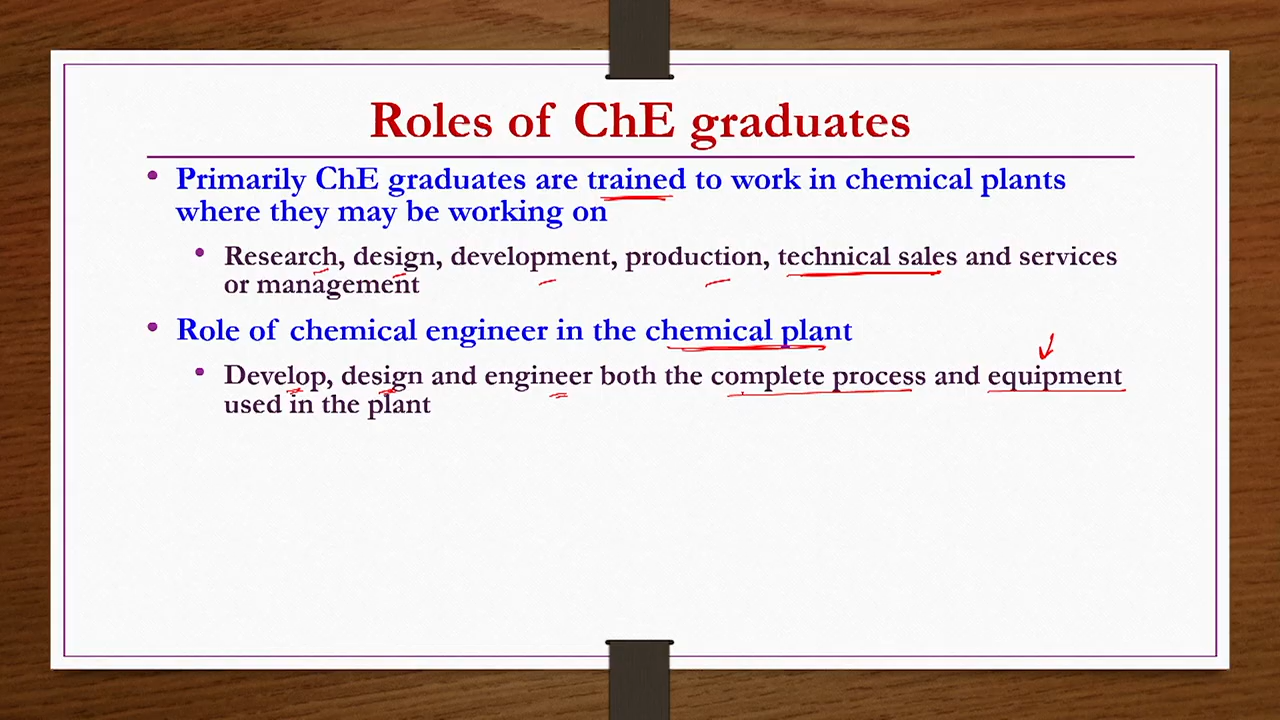 Roles of ChE graduates
• Primarily ChE graduates are trained to work in chemical plants
where they may be working on
• Research, design, development, production, technical sales and services
or management
• Role of chemical engineer in the chemical plant
• Develop, design and engineer both the complete process and equipment
used in the plant